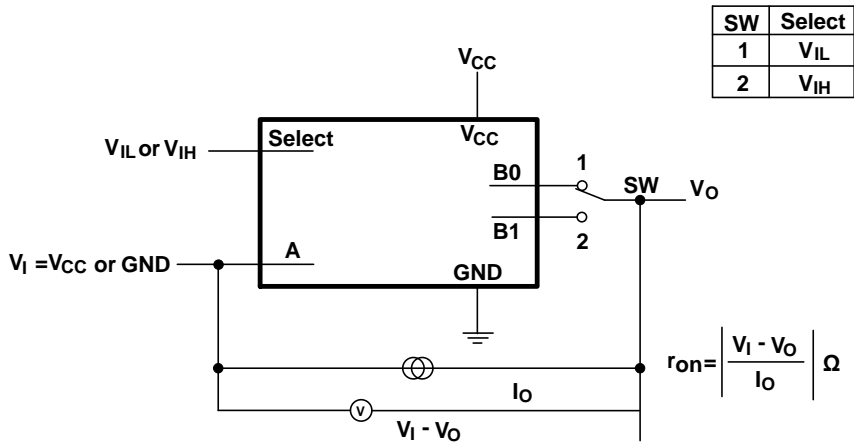 SW Select
1 VIL
2 VIH
VCC
VCC
Select
VIL or VIH
B0
1
SW
VO
B1
2
VI =VCC or GND
A
GND
ron= | VI - VO / IO | Ω
IO
V
VI - VO